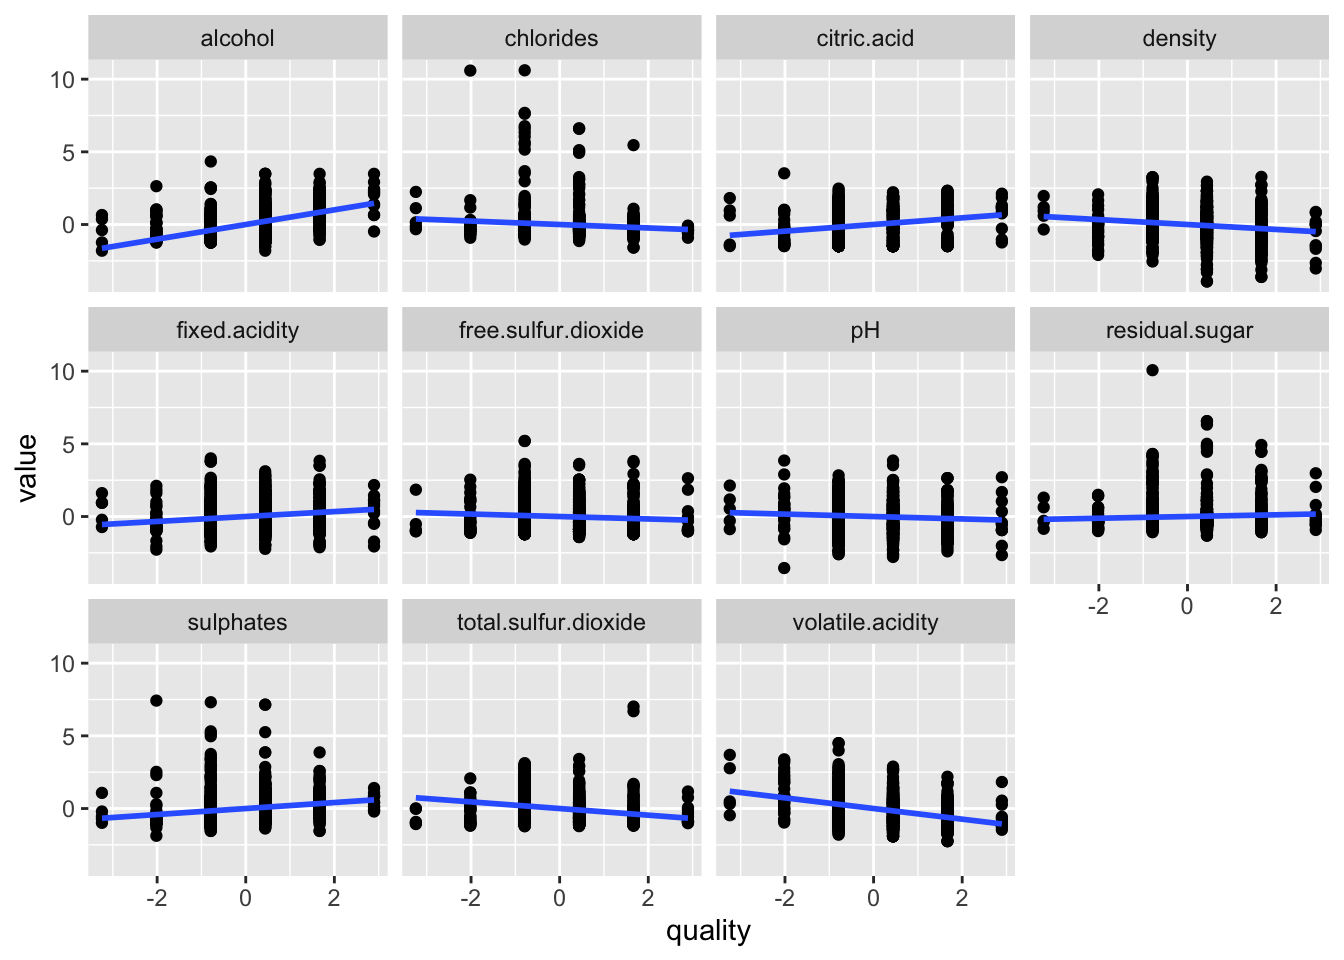 alcohol chlorides citric.acid density
10
5
0
fixed.acidity free.sulfur.dioxide pH residual.sugar
10
5
0
-2 0 2
sulphates total.sulfur.dioxide volatile.acidity
10
5
0
-2 0 2 -2 0 2 -2 0 2
quality
value